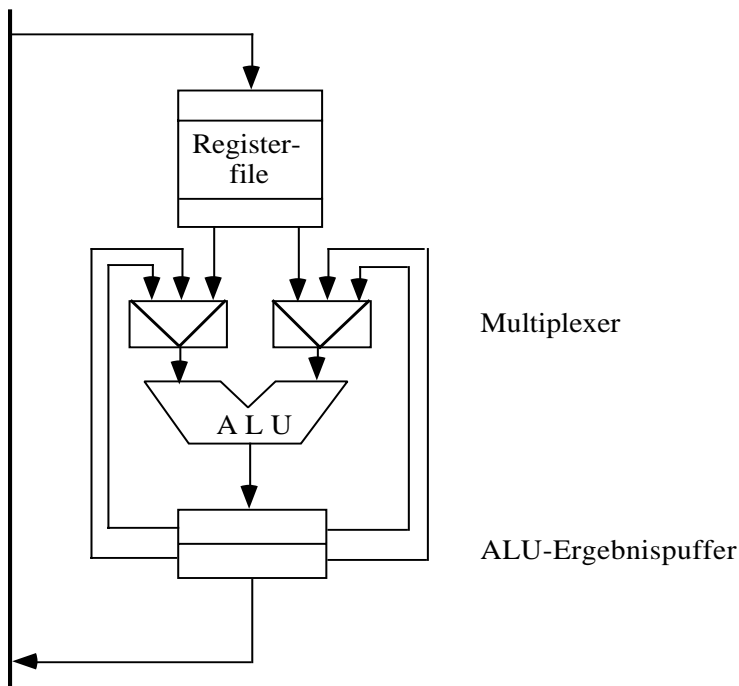 Register-
file
Multiplexer
A L U
ALU-Ergebnispuffer